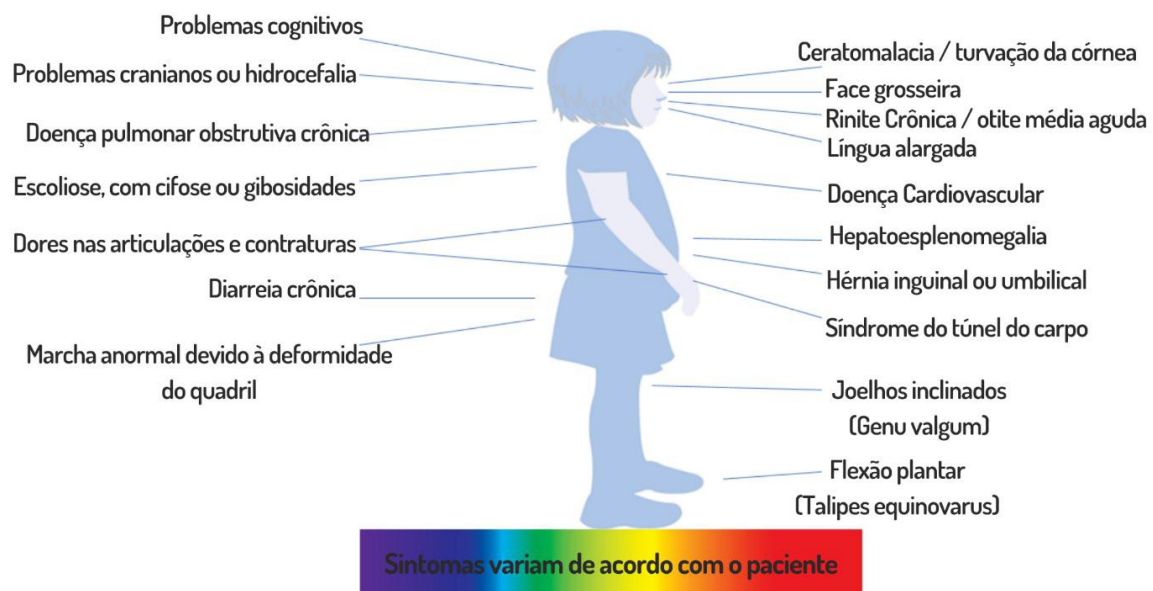 Problemas cognitivos
Problemas cranianos ou hidrocefalia
Doença pulmonar obstrutiva crônica
Escoliose, com cifose ou gibosidades
Dores nas articulações e contraturas
Diarreia crônica
Marcha anormal devido à deformidade
do quadril
Ceratomalacia / turvação da córnea
Face grosseira
Rinite Crônica / otite média aguda
Língua alargada
Doença Cardiovascular
Hepatoesplenomegalia
Hérnia inguinal ou umbilical
Síndrome do túnel do carpo
Joelhos inclinados
(Genu valgum)
Flexão plantar
(Talipes equinovarus)
Sintomas variam de acordo com o paciente